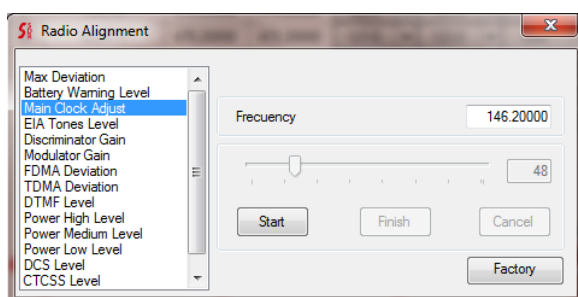 Radio Alignment
Max Deviation
Battery Warning Level
Main Clock Adjust
EIA Tones Level
Discriminator Gain
Modulator Gain
FDMA Deviation
TDMA Deviation
DTMF Level
Power High Level
Power Medium Level
Power Low Level
DCS Level
CTCSS Level
Frecuency 146.20000
48
Start Finish Cancel
Factory